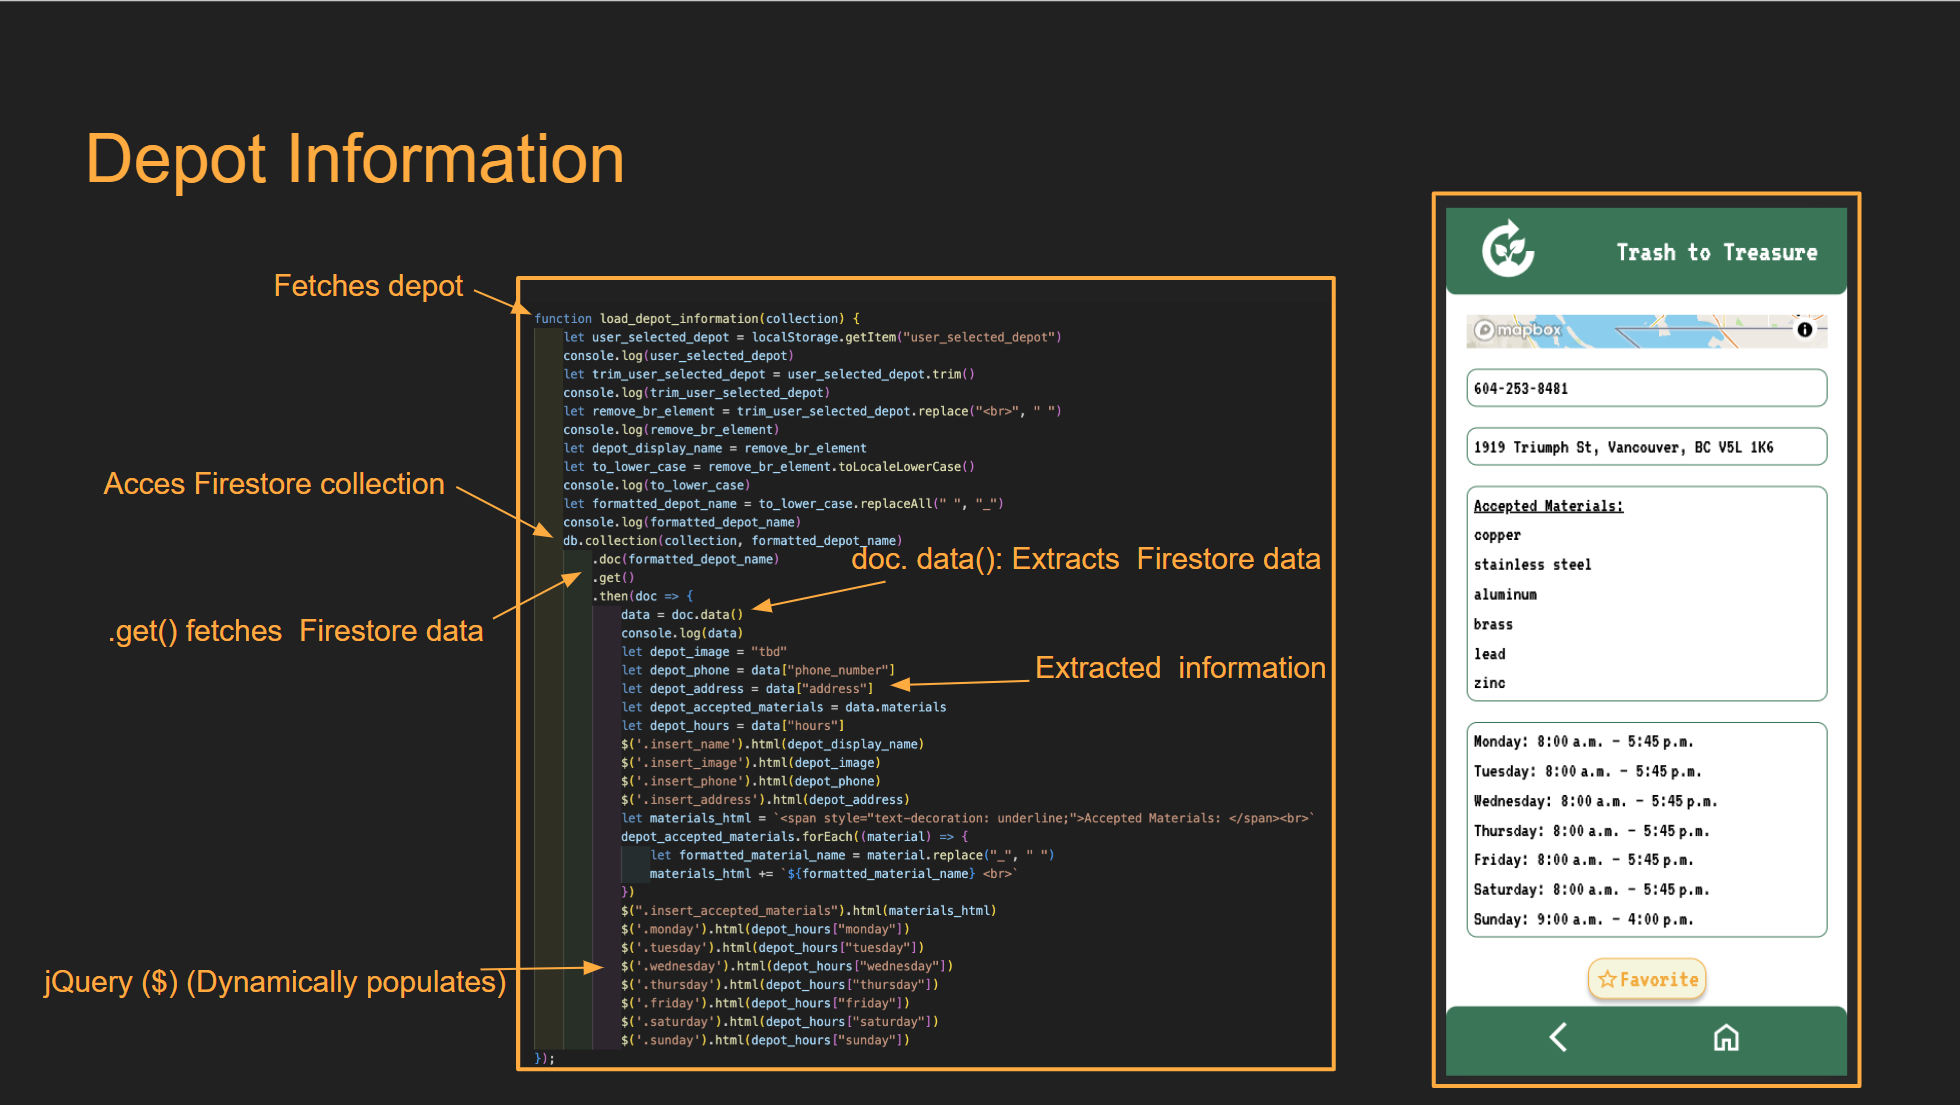 Depot Information
Fetches depot
Acces Firestore collection
.get() fetches  Firestore data
jQuery ($) (Dynamically populates)
function load_depot_information(collection) {
let user_selected_depot = localStorage.getItem("user_selected_depot")
console.log(user_selected_depot)
let trim_user_selected_depot = user_selected_depot.trim()
console.log(trim_user_selected_depot)
let remove_br_element = trim_user_selected_depot.replace("<br>", " ")
console.log(remove_br_element)
let depot_display_name = remove_br_element
let to_lower_case = remove_br_element.toLocaleLowerCase()
console.log(to_lower_case)
let formatted_depot_name = to_lower_case.replaceAll(" ", "_")
console.log(formatted_depot_name)
db.collection(collection, formatted_depot_name)
.doc(formatted_depot_name)
.get()
.then(doc => {
data = doc.data()
console.log(data)
let depot_image = "tbd"
let depot_phone = data["phone_number"]
let depot_address = data["address"]
let depot_accepted_materials = data.materials
let depot_hours = data["hours"]
$('.insert_name').html(depot_display_name)
$('.insert_image').html(depot_image)
$('.insert_phone').html(depot_phone)
$('.insert_address').html(depot_address)
let materials_html = `<span style="text-decoration: underline;">Accepted Materials: </span><br>`
depot_accepted_materials.forEach((material) => {
let formatted_material_name = material.replace("_", " ")
materials_html += `${formatted_material_name} <br>`
})
$(".insert_accepted_materials").html(materials_html)
$('.monday').html(depot_hours["monday"])
$('.tuesday').html(depot_hours["tuesday"])
$('.wednesday').html(depot_hours["wednesday"])
$('.thursday').html(depot_hours["thursday"])
$('.friday').html(depot_hours["friday"])
$('.saturday').html(depot_hours["saturday"])
$('.sunday').html(depot_hours["sunday"])
});
doc. data(): Extracts  Firestore data
Extracted  information
Trash to Treasure
mapbox
604-253-8481
1919 Triumph St, Vancouver, BC V5L 1K6
Accepted Materials:
copper
stainless steel
aluminum
brass
lead
zinc
Monday: 8:00 a.m. – 5:45 p.m.
Tuesday: 8:00 a.m. – 5:45 p.m.
Wednesday: 8:00 a.m. – 5:45 p.m.
Thursday: 8:00 a.m. – 5:45 p.m.
Friday: 8:00 a.m. – 5:45 p.m.
Saturday: 8:00 a.m. – 5:45 p.m.
Sunday: 9:00 a.m. – 4:00 p.m.
Favorite